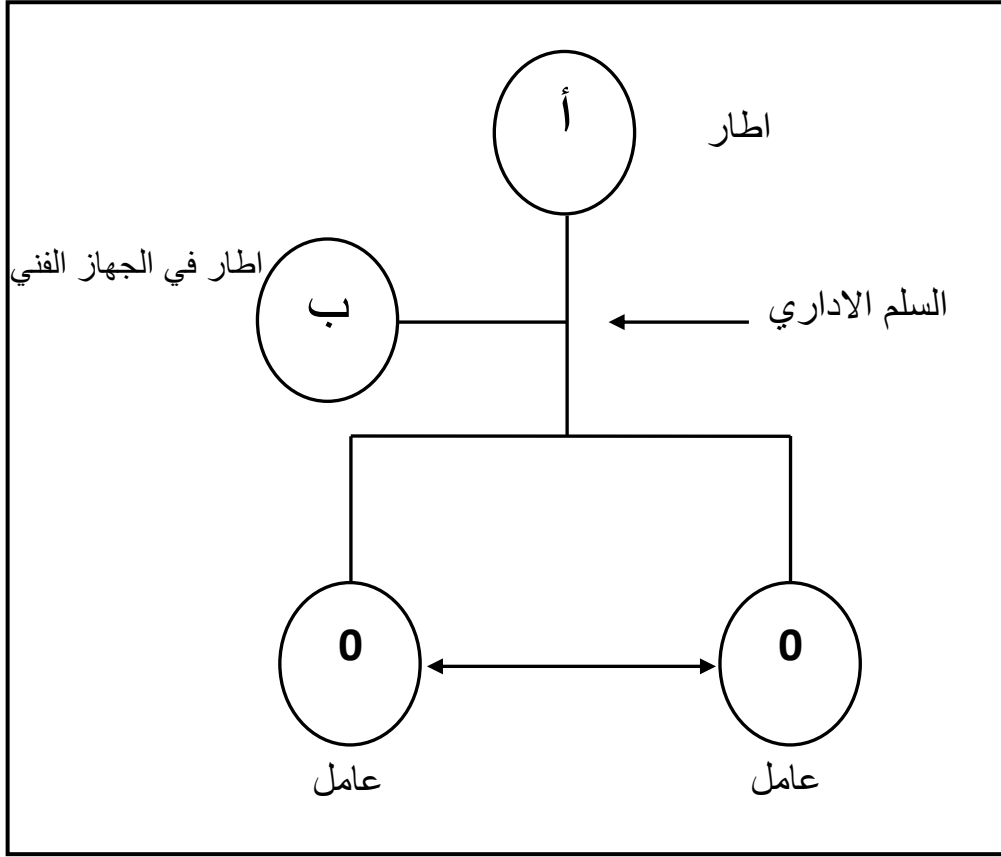 أ
اطار
اطار في الجهاز الفني
ب
السلم الاداري
0
0
عامل
عامل